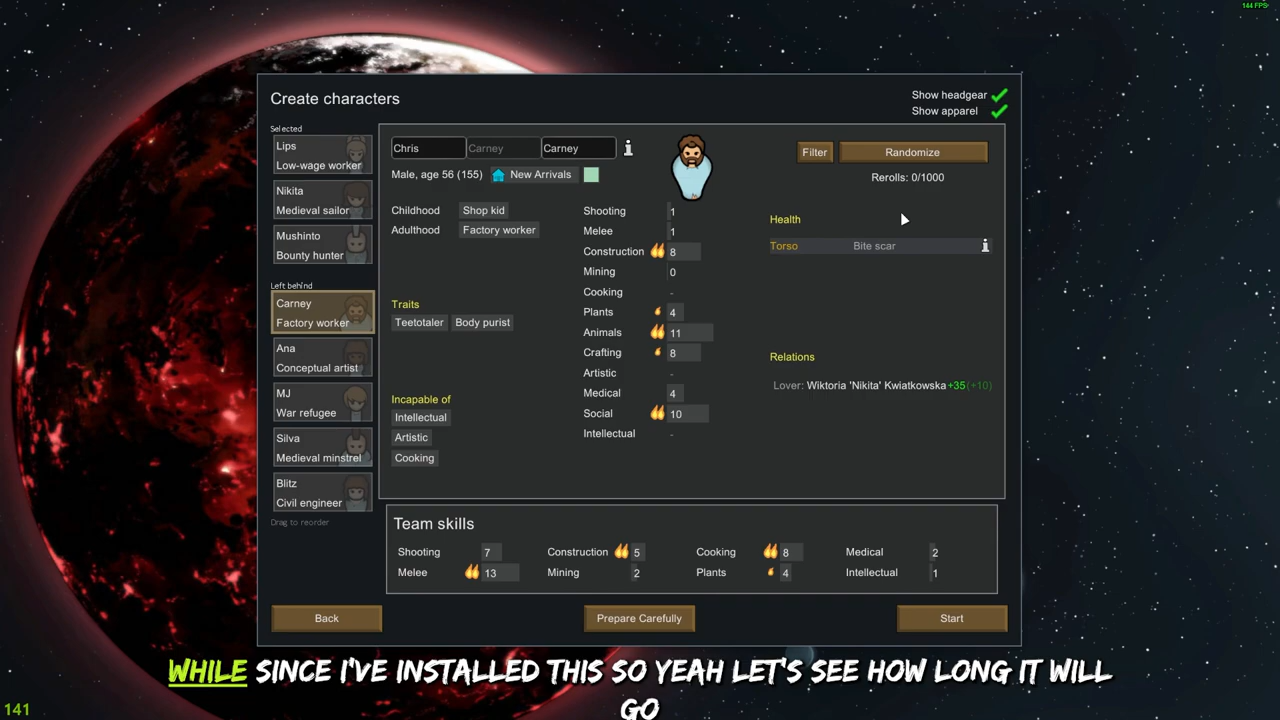 144 FPS
Create characters
Show headgear
Show apparel
Selected
Lips
Low-wage worker
Nikita
Medieval sailor
Mushinto
Bounty hunter
Left behind
Carney
Factory worker
Ana
Conceptual artist
MJ
War refugee
Silva
Medieval minstrel
Blitz
Civil engineer
Drag to reorder
Chris Carney Carney
Male, age 56 (155) New Arrivals
Childhood Shop kid
Adulthood Factory worker
Traits
Teetotaler Body purist
Incapable of
Intellectual
Artistic
Cooking
Shooting 1
Melee 1
Construction 8
Mining 0
Cooking -
Plants 4
Animals 11
Crafting 8
Artistic -
Medical 4
Social 10
Intellectual -
Filter Randomize
Rerolls: 0/1000
Health
Torso Bite scar
Relations
Lover: Wiktoria 'Nikita' Kwiatkowska +35 (+10)
Team skills
Shooting 7 Construction 5 Cooking 8 Medical 2
Melee 13 Mining 2 Plants 4 Intellectual 1
Back Prepare Carefully Start
WHILE SINCE I'VE INSTALLED THIS SO YEAH LET'S SEE HOW LONG IT WILL
GO
141